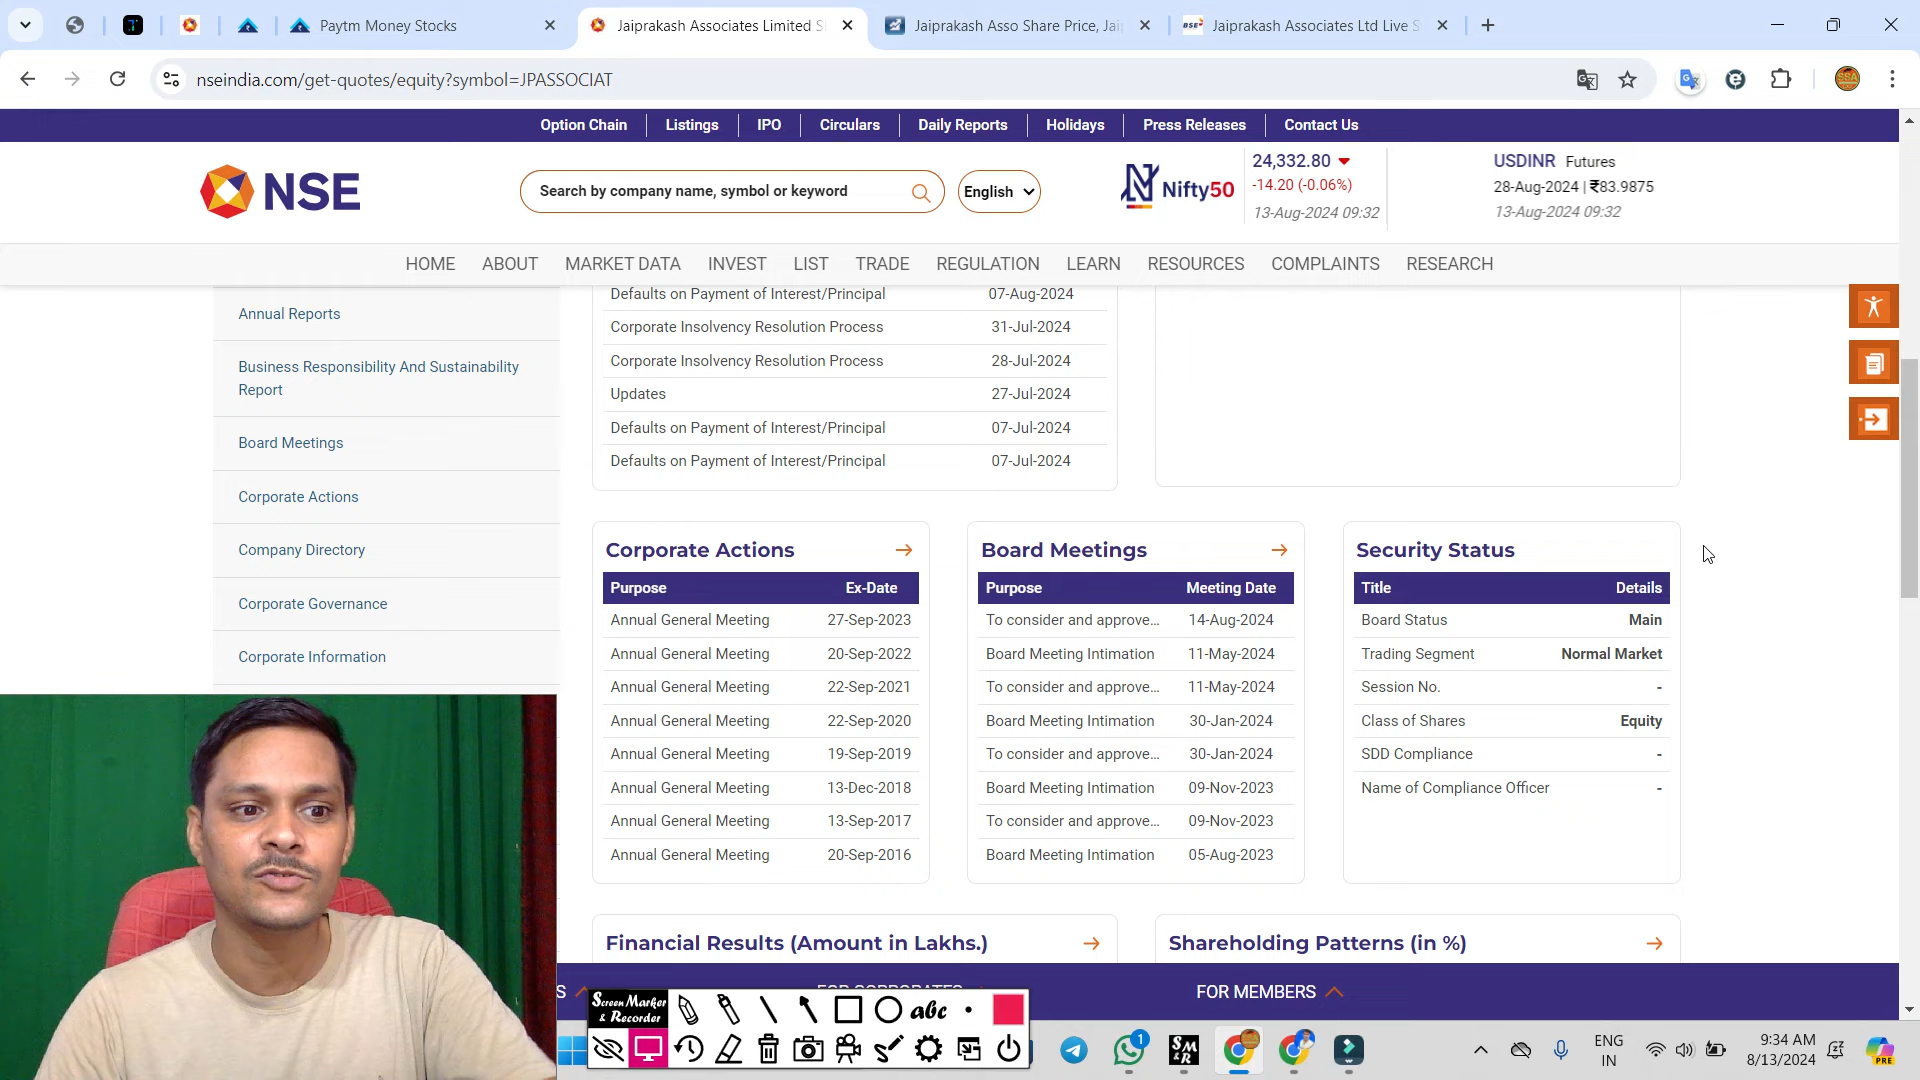 Paytm Money Stocks
Jaiprakash Associates Limited S
Jaiprakash Asso Share Price, Jai
BSE
Jaiprakash Associates Ltd Live S
nseindia.com/get-quotes/equity?symbol=JPASSOCIAT
SSA
Option Chain
Listings
IPO
Circulars
Daily Reports
Holidays
Press Releases
Contact Us
NSE
Search by company name, symbol or keyword
English
Nifty50
24,332.80
-14.20 (-0.06%)
13-Aug-2024 09:32
USDINR Futures
28-Aug-2024 | ₹83.9875
13-Aug-2024 09:32
HOME
ABOUT
MARKET DATA
INVEST
LIST
TRADE
REGULATION
LEARN
RESOURCES
COMPLAINTS
RESEARCH
Annual Reports
Business Responsibility And Sustainability
Report
Board Meetings
Corporate Actions
Company Directory
Corporate Governance
Corporate Information
Defaults on Payment of Interest/Principal 07-Aug-2024
Corporate Insolvency Resolution Process 31-Jul-2024
Corporate Insolvency Resolution Process 28-Jul-2024
Updates 27-Jul-2024
Defaults on Payment of Interest/Principal 07-Jul-2024
Defaults on Payment of Interest/Principal 07-Jul-2024
Corporate Actions
Purpose Ex-Date
Annual General Meeting 27-Sep-2023
Annual General Meeting 20-Sep-2022
Annual General Meeting 22-Sep-2021
Annual General Meeting 22-Sep-2020
Annual General Meeting 19-Sep-2019
Annual General Meeting 13-Dec-2018
Annual General Meeting 13-Sep-2017
Annual General Meeting 20-Sep-2016
Board Meetings
Purpose Meeting Date
To consider and approve... 14-Aug-2024
Board Meeting Intimation 11-May-2024
To consider and approve... 11-May-2024
Board Meeting Intimation 30-Jan-2024
To consider and approve... 30-Jan-2024
Board Meeting Intimation 09-Nov-2023
To consider and approve... 09-Nov-2023
Board Meeting Intimation 05-Aug-2023
Security Status
Title Details
Board Status Main
Trading Segment Normal Market
Session No. -
Class of Shares Equity
SDD Compliance -
Name of Compliance Officer -
Financial Results (Amount in Lakhs.)
Shareholding Patterns (in %)
S
FOR MEMBERS
Screen Marker
& Recorder
abc
1
SM
&R
ENG
IN
9:34 AM
8/13/2024
PRE